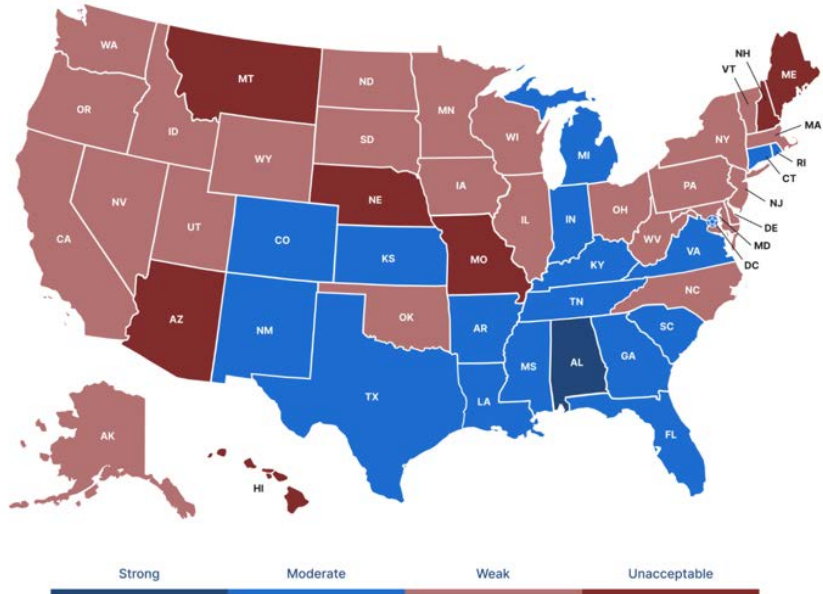 WA
MT
ND
MN
OR
ID
SD
WI
WY
NH
VT
ME
MA
NY
MI
RI
CT
IA
NE
PA
NJ
NV
UT
IL
IN
OH
DE
CA
CO
WV
MD
KS
MO
KY
VA
DC
AZ
NM
OK
TN
NC
AR
SC
TX
MS
AL
GA
LA
FL
AK
HI
Strong Moderate Weak Unacceptable